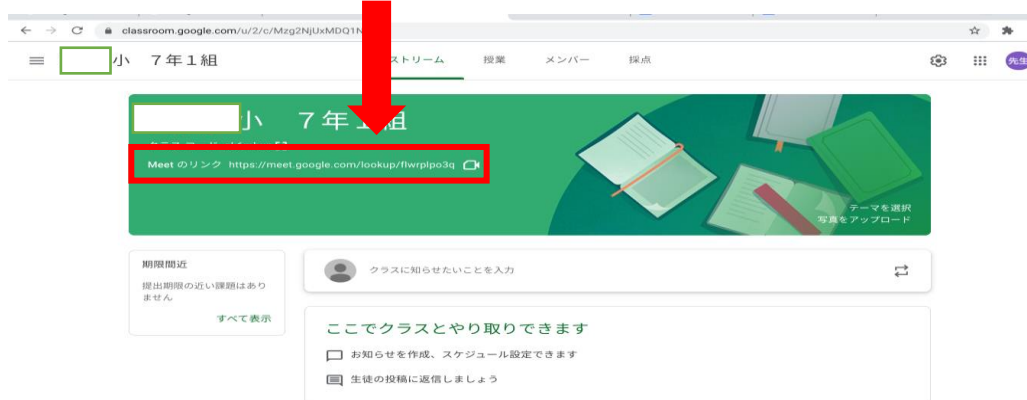 classroom.google.com/u/2/c/Mzg2NjUxMDQ1N
小 7年1組
ストリーム 授業 メンバー 採点
先生
小 7年1組
Meet のリンク https://meet.google.com/lookup/flwrplpo3q
テーマを選択
写真をアップロード
期限間近
提出期限の近い課題はあり
ません
すべて表示
クラスに知らせたいことを入力
ここでクラスとやり取りできます
お知らせを作成、スケジュール設定できます
生徒の投稿に返信しましょう